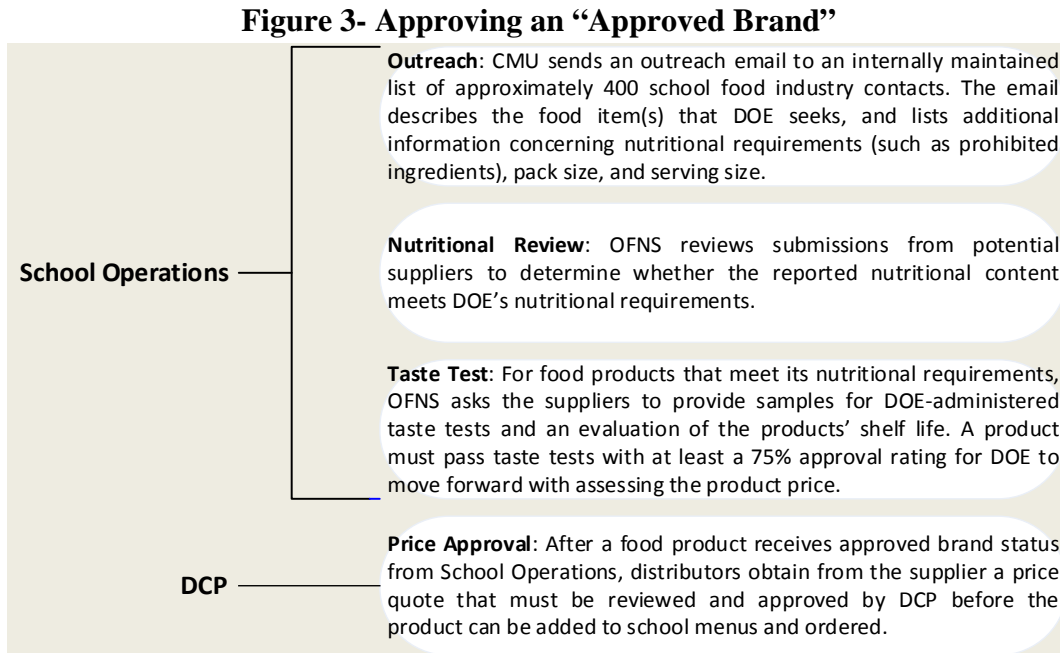 Figure 3- Approving an “Approved Brand”
Outreach: CMU sends an outreach email to an internally maintained
list of approximately 400 school food industry contacts. The email
describes the food item(s) that DOE seeks, and lists additional
information concerning nutritional requirements (such as prohibited
ingredients), pack size, and serving size.
School Operations
Nutritional Review: OFNS reviews submissions from potential
suppliers to determine whether the reported nutritional content
meets DOE’s nutritional requirements.
Taste Test: For food products that meet its nutritional requirements,
OFNS asks the suppliers to provide samples for DOE-administered
taste tests and an evaluation of the products’ shelf life. A product
must pass taste tests with at least a 75% approval rating for DOE to
move forward with assessing the product price.
DCP
Price Approval: After a food product receives approved brand status
from School Operations, distributors obtain from the supplier a price
quote that must be reviewed and approved by DCP before the
product can be added to school menus and ordered.